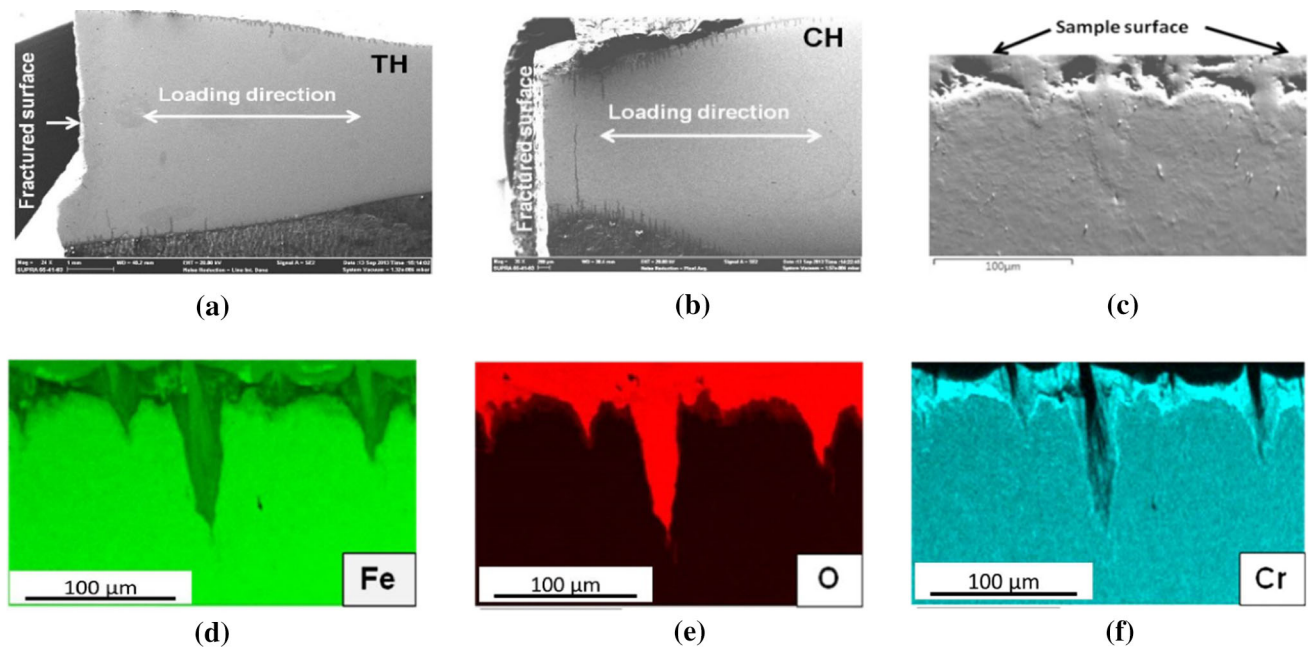 Fractured surface
TH
Loading direction
(a)
Fractured surface
CH
Loading direction
(b)
Sample surface
100μm
(c)
100 μm
Fe
(d)
100 μm
O
(e)
100 μm
Cr
(f)